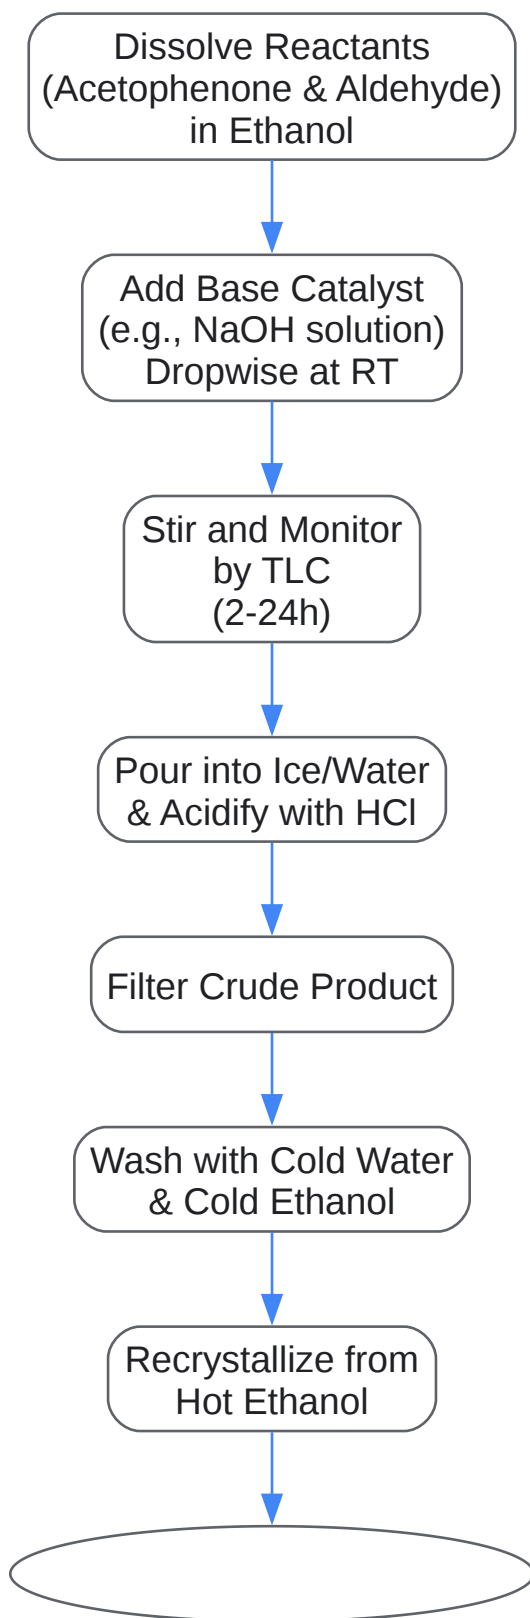 Dissolve Reactants
(Acetophenone & Aldehyde)
in Ethanol
Add Base Catalyst
(e.g., NaOH solution)
Dropwise at RT
Stir and Monitor
by TLC
(2-24h)
Pour into Ice/Water
& Acidify with HCl
Filter Crude Product
Wash with Cold Water
& Cold Ethanol
Recrystallize from
Hot Ethanol